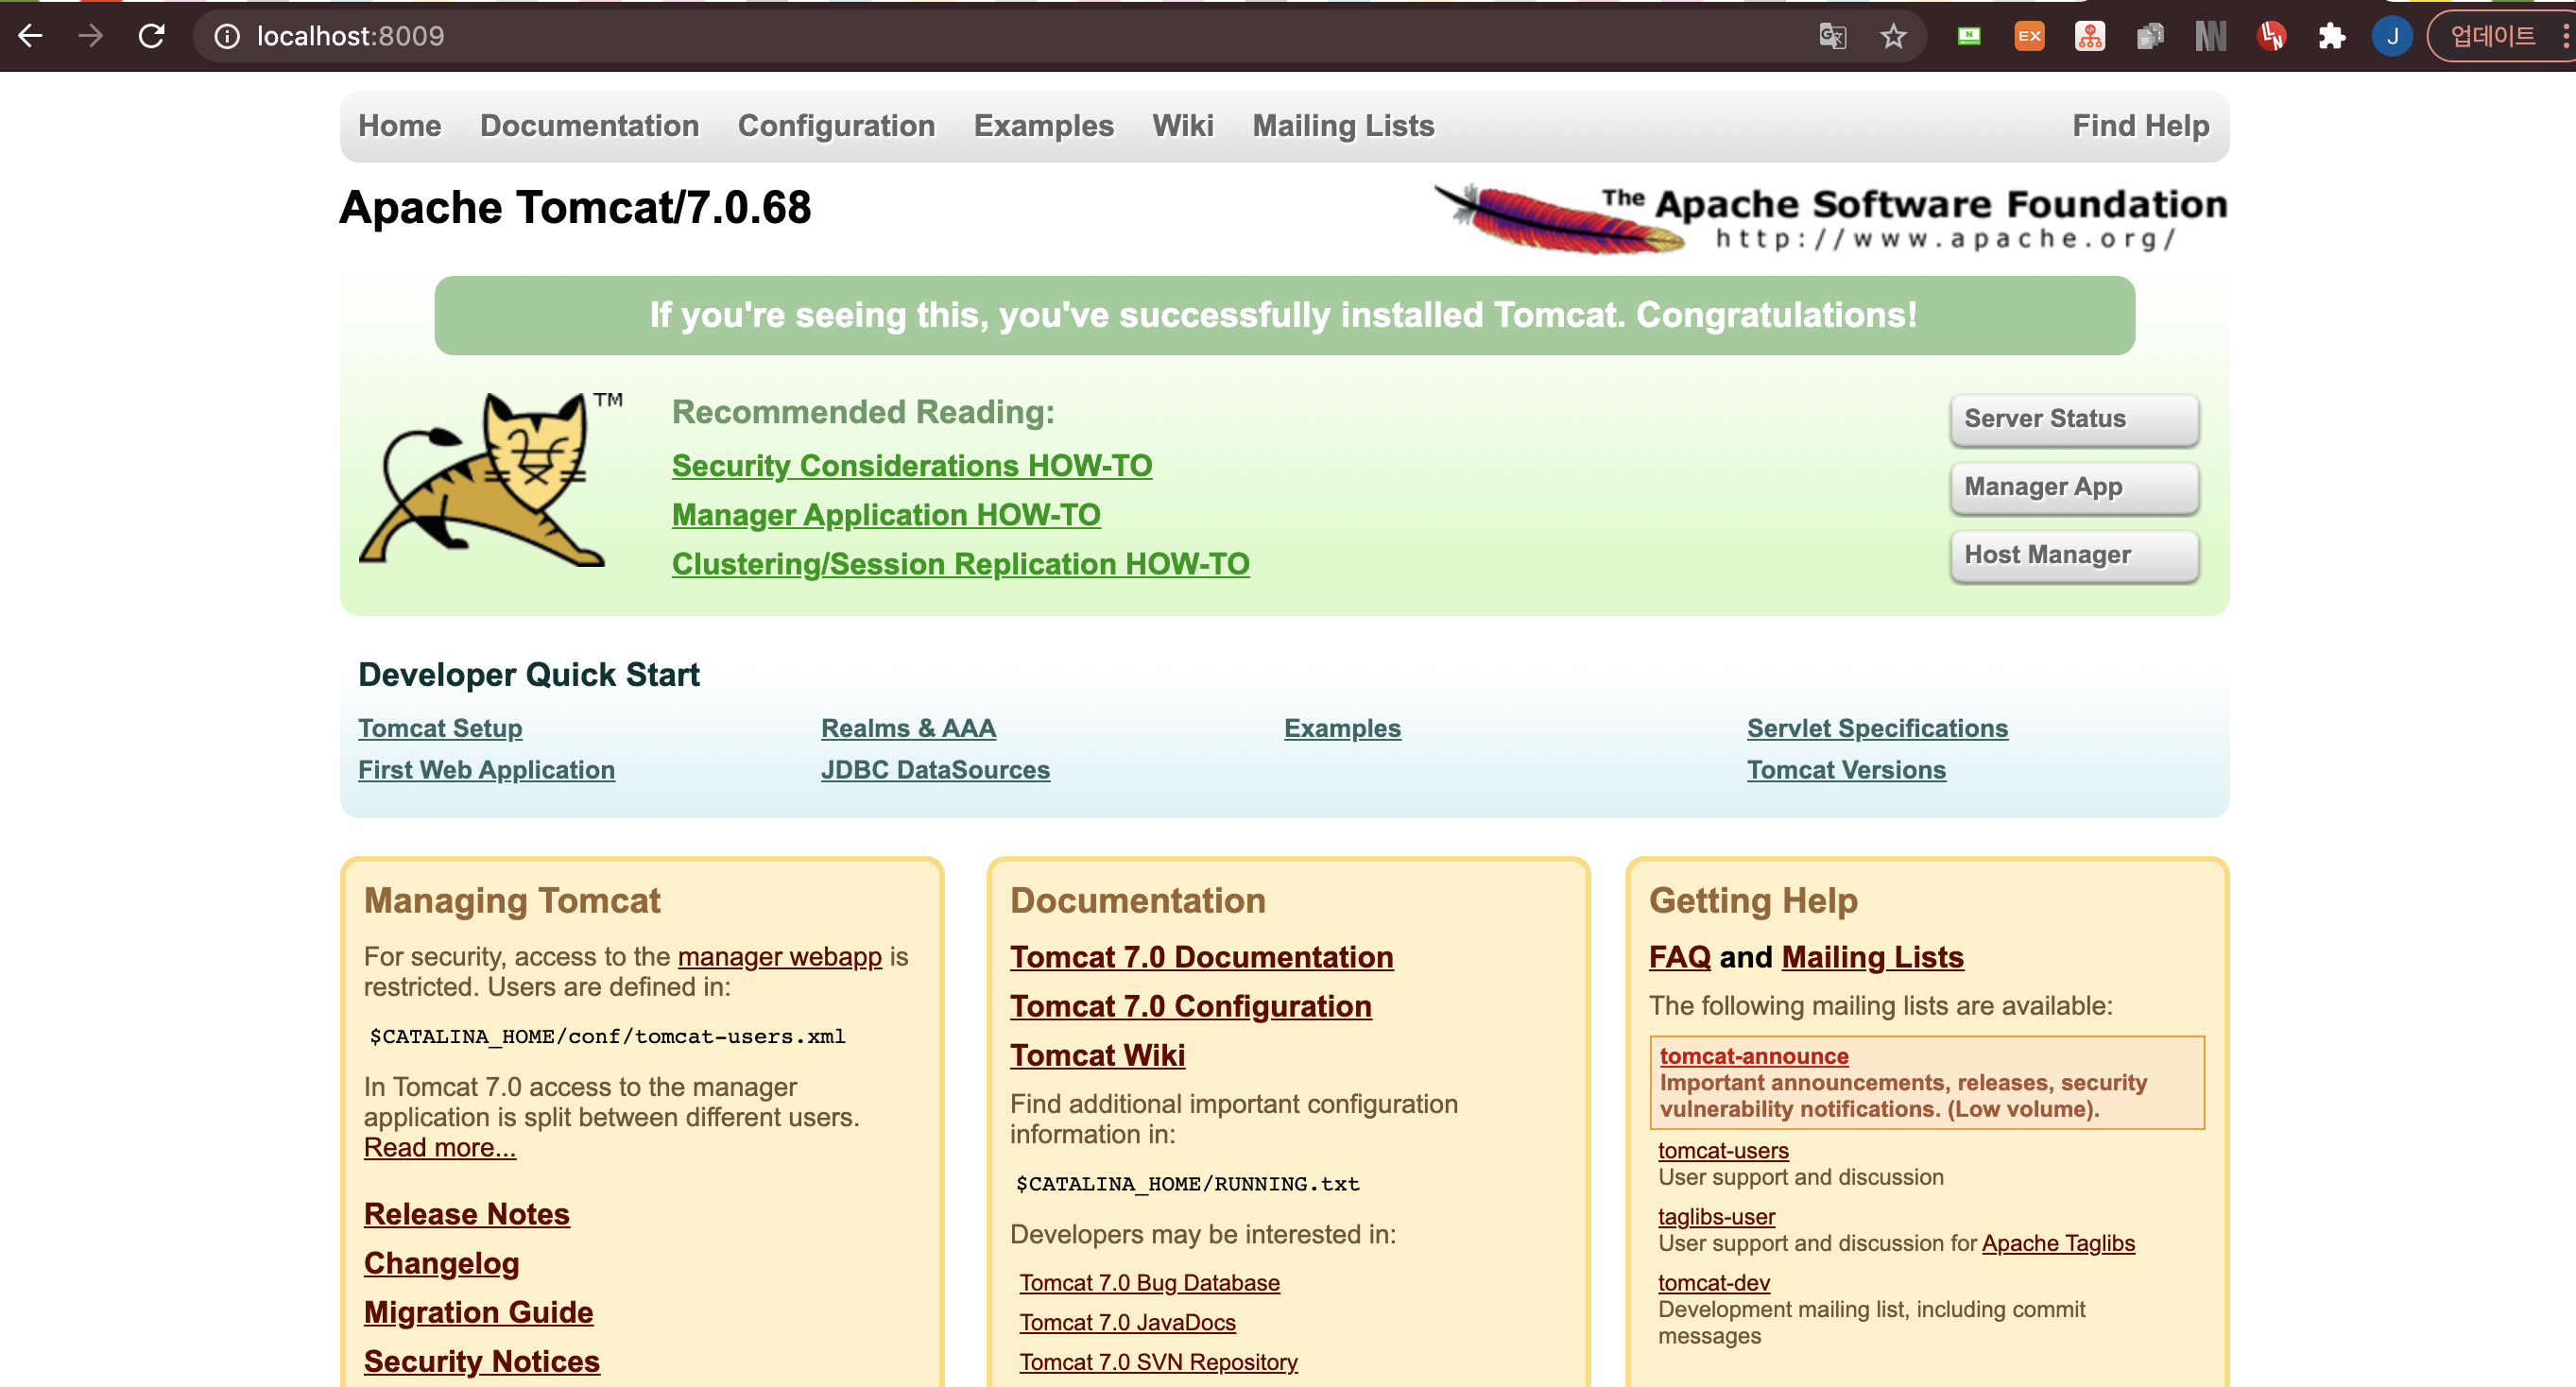 localhost:8009
EX
N
LN
J
업데이트
Home Documentation Configuration Examples Wiki Mailing Lists Find Help
Apache Tomcat/7.0.68
The Apache Software Foundation
http://www.apache.org/
If you're seeing this, you've successfully installed Tomcat. Congratulations!
TM
Recommended Reading:
Security Considerations HOW-TO
Manager Application HOW-TO
Clustering/Session Replication HOW-TO
Server Status
Manager App
Host Manager
Developer Quick Start
Tomcat Setup
First Web Application
Realms & AAA
JDBC DataSources
Examples
Servlet Specifications
Tomcat Versions
Managing Tomcat
For security, access to the manager webapp is
restricted. Users are defined in:
$CATALINA_HOME/conf/tomcat-users.xml
In Tomcat 7.0 access to the manager
application is split between different users.
Read more...
Release Notes
Changelog
Migration Guide
Security Notices
Documentation
Tomcat 7.0 Documentation
Tomcat 7.0 Configuration
Tomcat Wiki
Find additional important configuration
information in:
$CATALINA_HOME/RUNNING.txt
Developers may be interested in:
Tomcat 7.0 Bug Database
Tomcat 7.0 JavaDocs
Tomcat 7.0 SVN Repository
Getting Help
FAQ and Mailing Lists
The following mailing lists are available:
tomcat-announce
Important announcements, releases, security
vulnerability notifications. (Low volume).
tomcat-users
User support and discussion
taglibs-user
User support and discussion for Apache Taglibs
tomcat-dev
Development mailing list, including commit
messages